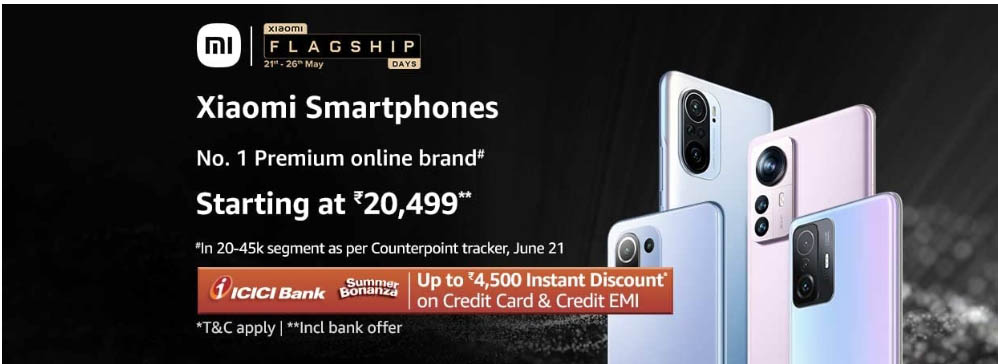 mi
xiaomi
FLAGSHIP
21st - 26th May
DAYS
Xiaomi Smartphones
No. 1 Premium online brand#
Starting at ₹20,499**
#In 20-45k segment as per Counterpoint tracker, June 21
ICICI Bank
Summer
Bonanza
Up to ₹4,500 Instant Discount*
on Credit Card & Credit EMI
*T&C apply | **Incl bank offer